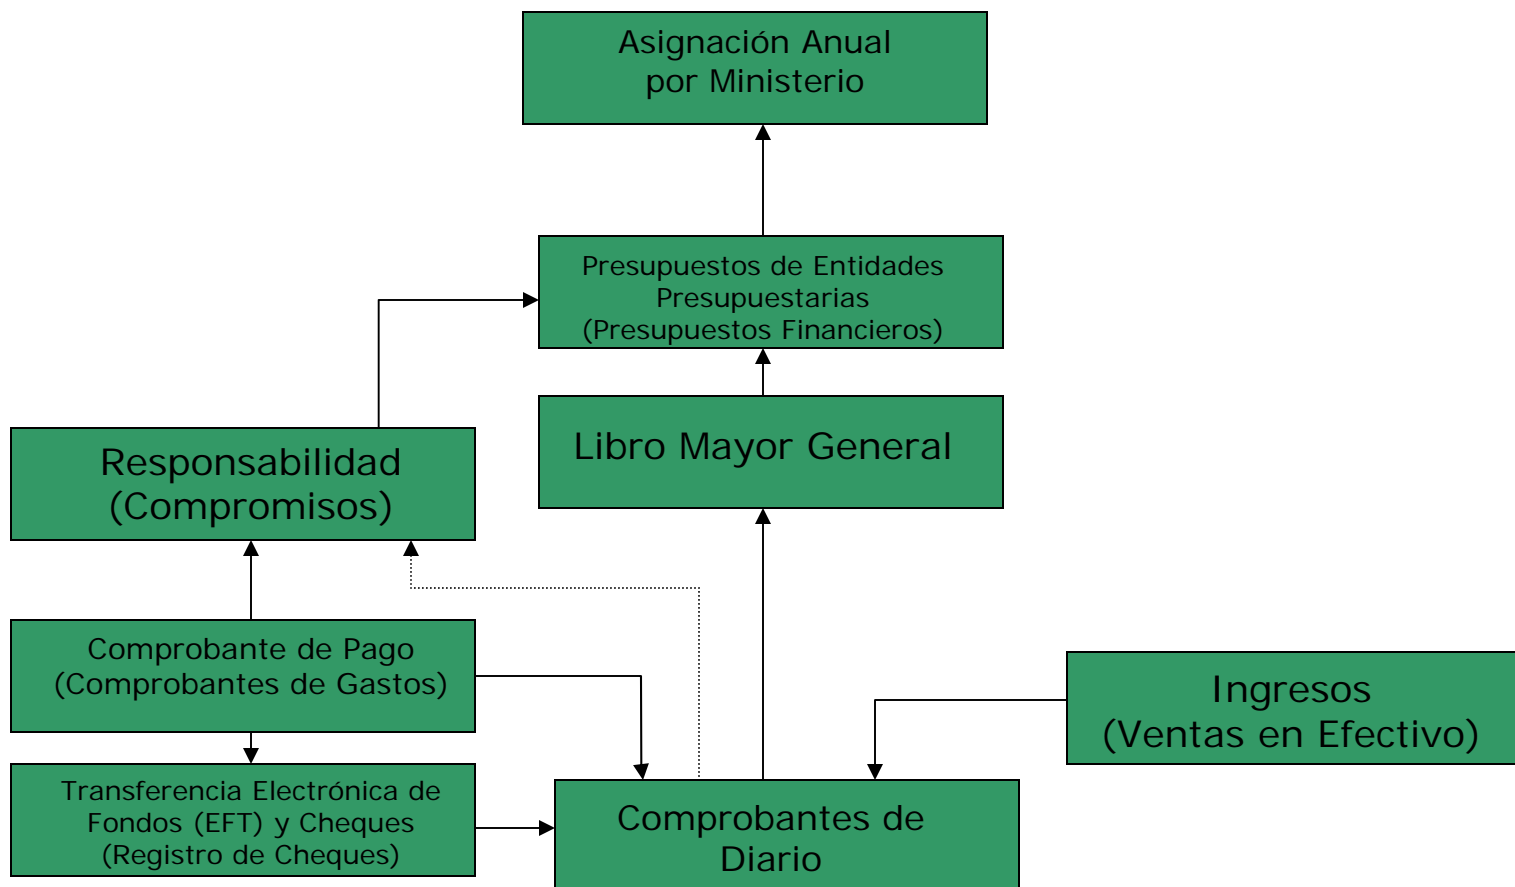 Asignación Anual
por Ministerio
Presupuestos de Entidades
Presupuestarias
(Presupuestos Financieros)
Libro Mayor General
Responsabilidad
(Compromisos)
Comprobante de Pago
(Comprobantes de Gastos)
Ingresos
(Ventas en Efectivo)
Transferencia Electrónica de
Fondos (EFT) y Cheques
(Registro de Cheques)
Comprobantes de
Diario